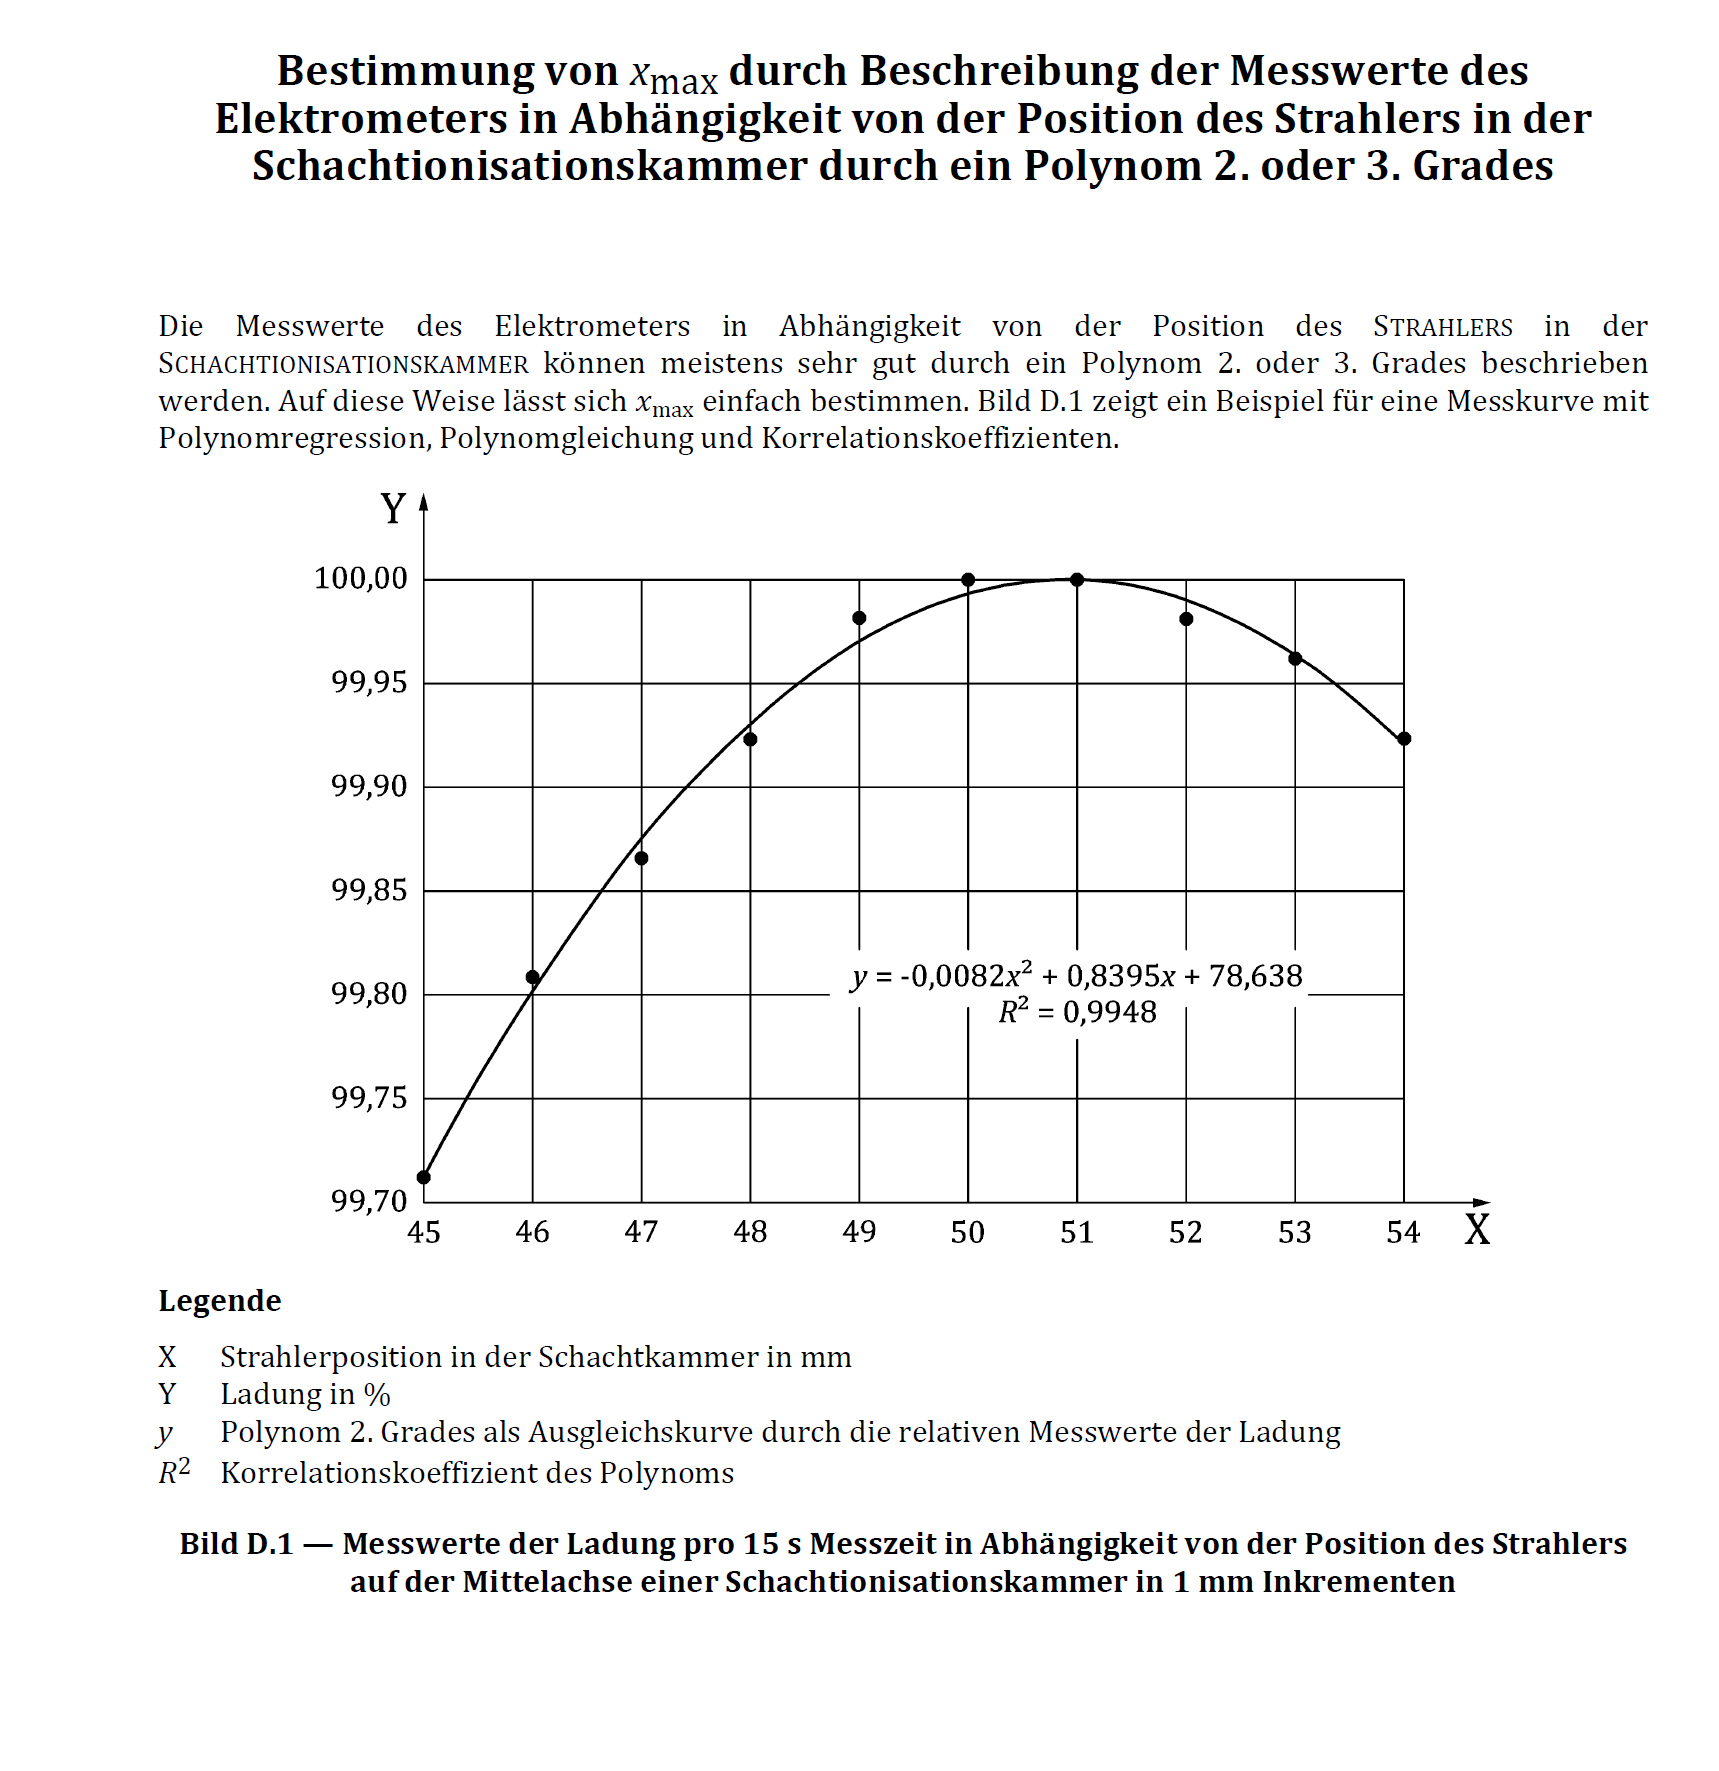 Bestimmung von xmax durch Beschreibung der Messwerte des
Elektrometers in Abhängigkeit von der Position des Strahlers in der
Schachtionisationskammer durch ein Polynom 2. oder 3. Grades
Die Messwerte des Elektrometers in Abhängigkeit von der Position des STRAHLERS in der
SCHACHTIONISATIONSKAMMER können meistens sehr gut durch ein Polynom 2. oder 3. Grades beschrieben
werden. Auf diese Weise lässt sich xmax einfach bestimmen. Bild D.1 zeigt ein Beispiel für eine Messkurve mit
Polynomregression, Polynomgleichung und Korrelationskoeffizienten.
Y
100,00
99,95
99,90
99,85
99,80
99,75
99,70
y = -0,0082x² + 0,8395x + 78,638
R² = 0,9948
45 46 47 48 49 50 51 52 53 54 X
Legende
X Strahlerposition in der Schachtkammer in mm
Y Ladung in %
y Polynom 2. Grades als Ausgleichskurve durch die relativen Messwerte der Ladung
R² Korrelationskoeffizient des Polynoms
Bild D.1 — Messwerte der Ladung pro 15 s Messzeit in Abhängigkeit von der Position des Strahlers
auf der Mittelachse einer Schachtionisationskammer in 1 mm Inkrementen